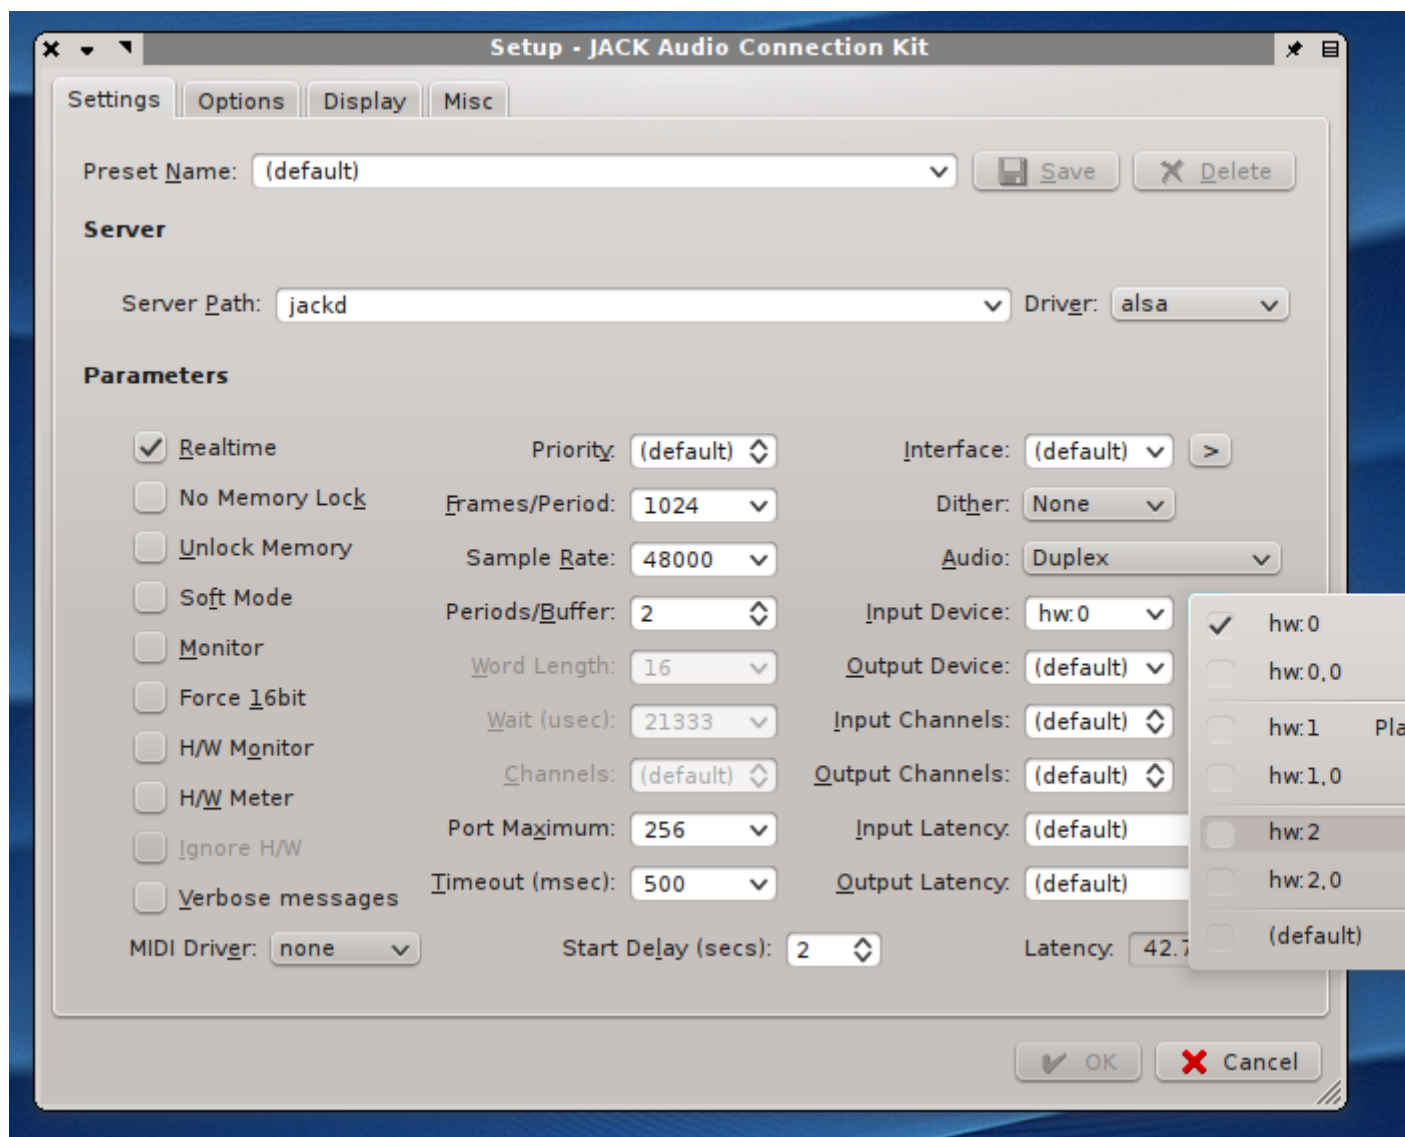 Setup - JACK Audio Connection Kit
Settings Options Display Misc
Preset Name: (default) Save Delete
Server
Server Path: jackd Driver: alsa
Parameters
Realtime Priority: (default) Interface: (default) >
No Memory Lock Frames/Period: 1024 Dither: None
Unlock Memory Sample Rate: 48000 Audio: Duplex
Soft Mode Periods/Buffer: 2 Input Device: hw:0 hw:0
Monitor Word Length: 16 Output Device: (default) hw:0,0
Force 16bit Wait (usec): 21333 Input Channels: (default) hw:1
H/W Monitor Channels: (default) Output Channels: (default) hw:1,0
H/W Meter Port Maximum: 256 Input Latency: (default) hw:2
Ignore H/W Timeout (msec): 500 Output Latency: (default) hw:2,0
Verbose messages
MIDI Driver: none Start Delay (secs): 2 Latency: 42.7 (default)
OK Cancel